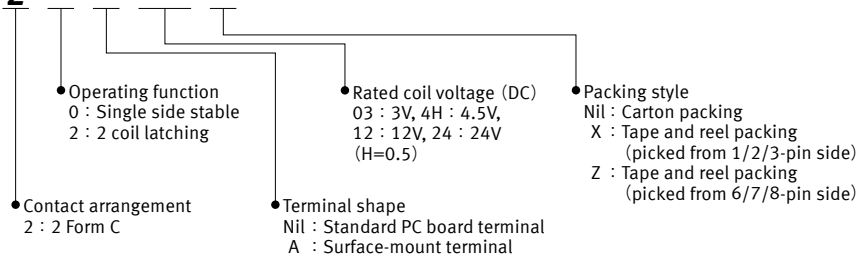 2
Operating function
0 : Single side stable
2 : 2 coil latching
Rated coil voltage (DC)
03 : 3V, 4H : 4.5V,
12 : 12V, 24 : 24V
(H=0.5)
Packing style
Nil : Carton packing
X : Tape and reel packing
(picked from 1/2/3-pin side)
Z : Tape and reel packing
(picked from 6/7/8-pin side)
Contact arrangement
2 : 2 Form C
Terminal shape
Nil : Standard PC board terminal
A : Surface-mount terminal